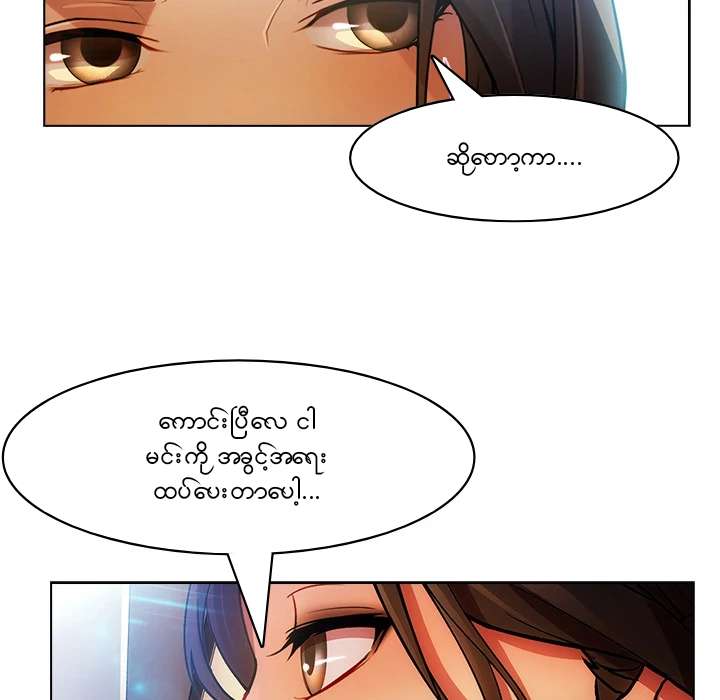 ဆိုတော့ကာ....
ကောင်းပြီလေ ငါ
မင်းကို အခွင့်အရေး
ထပ်ပေးတာပေါ့...